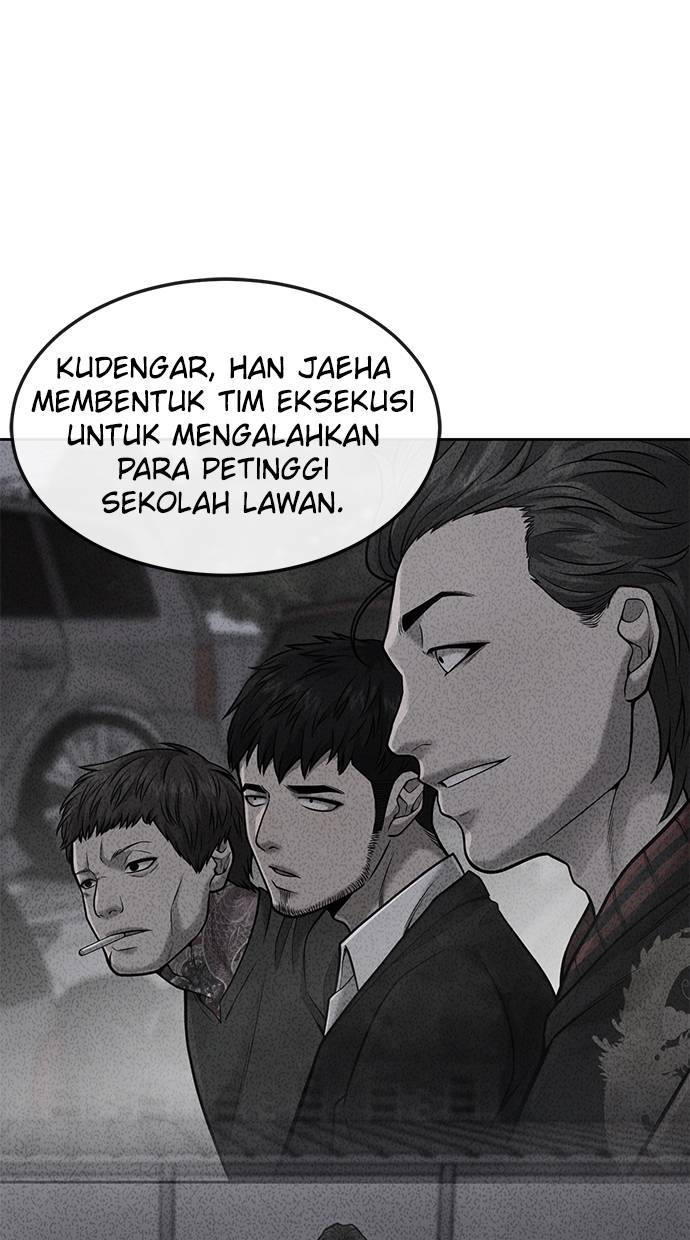 KUDENGAR, HAN JAEHA
MEMBENTUK TIM EKSEKUSI
UNTUK MENGALAHKAN
PARA PETINGGI
SEKOLAH LAWAN.